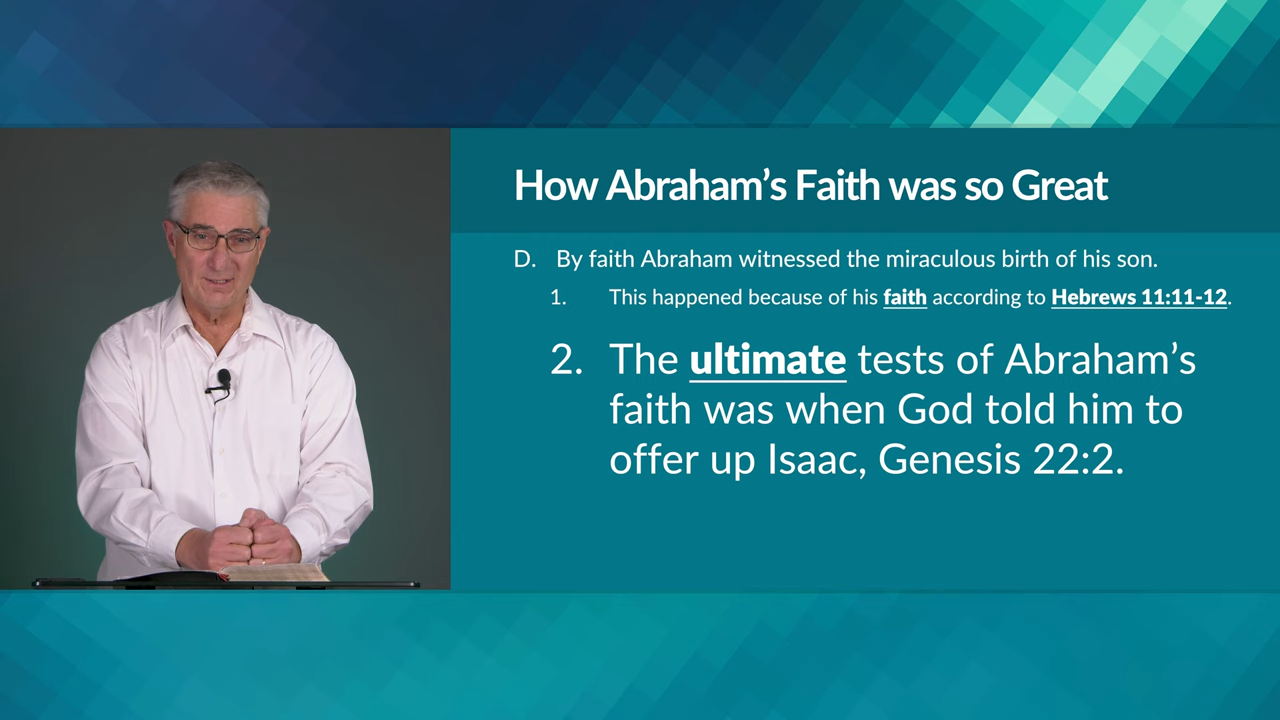 How Abraham’s Faith was so Great
D. By faith Abraham witnessed the miraculous birth of his son.
1. This happened because of his faith according to Hebrews 11:11-12.
2. The ultimate tests of Abraham’s
faith was when God told him to
offer up Isaac, Genesis 22:2.